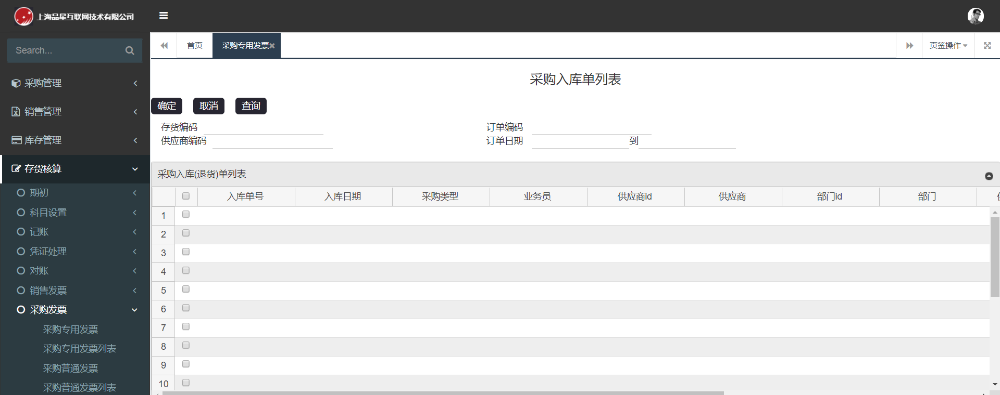 上海品星互联网技术有限公司
Search...
采购管理
销售管理
库存管理
存货核算
期初
科目设置
记账
凭证处理
对账
销售发票
采购发票
采购专用发票
采购专用发票列表
采购普通发票
采购普通发票列表
首页 采购专用发票 页签操作
采购入库单列表
确定 取消 查询
存货编码 订单编码
供应商编码 订单日期 到
采购入库(退货)单列表
入库单号 入库日期 采购类型 业务员 供应商id 供应商 部门id 部门
1
2
3
4
5
6
7
8
9
10